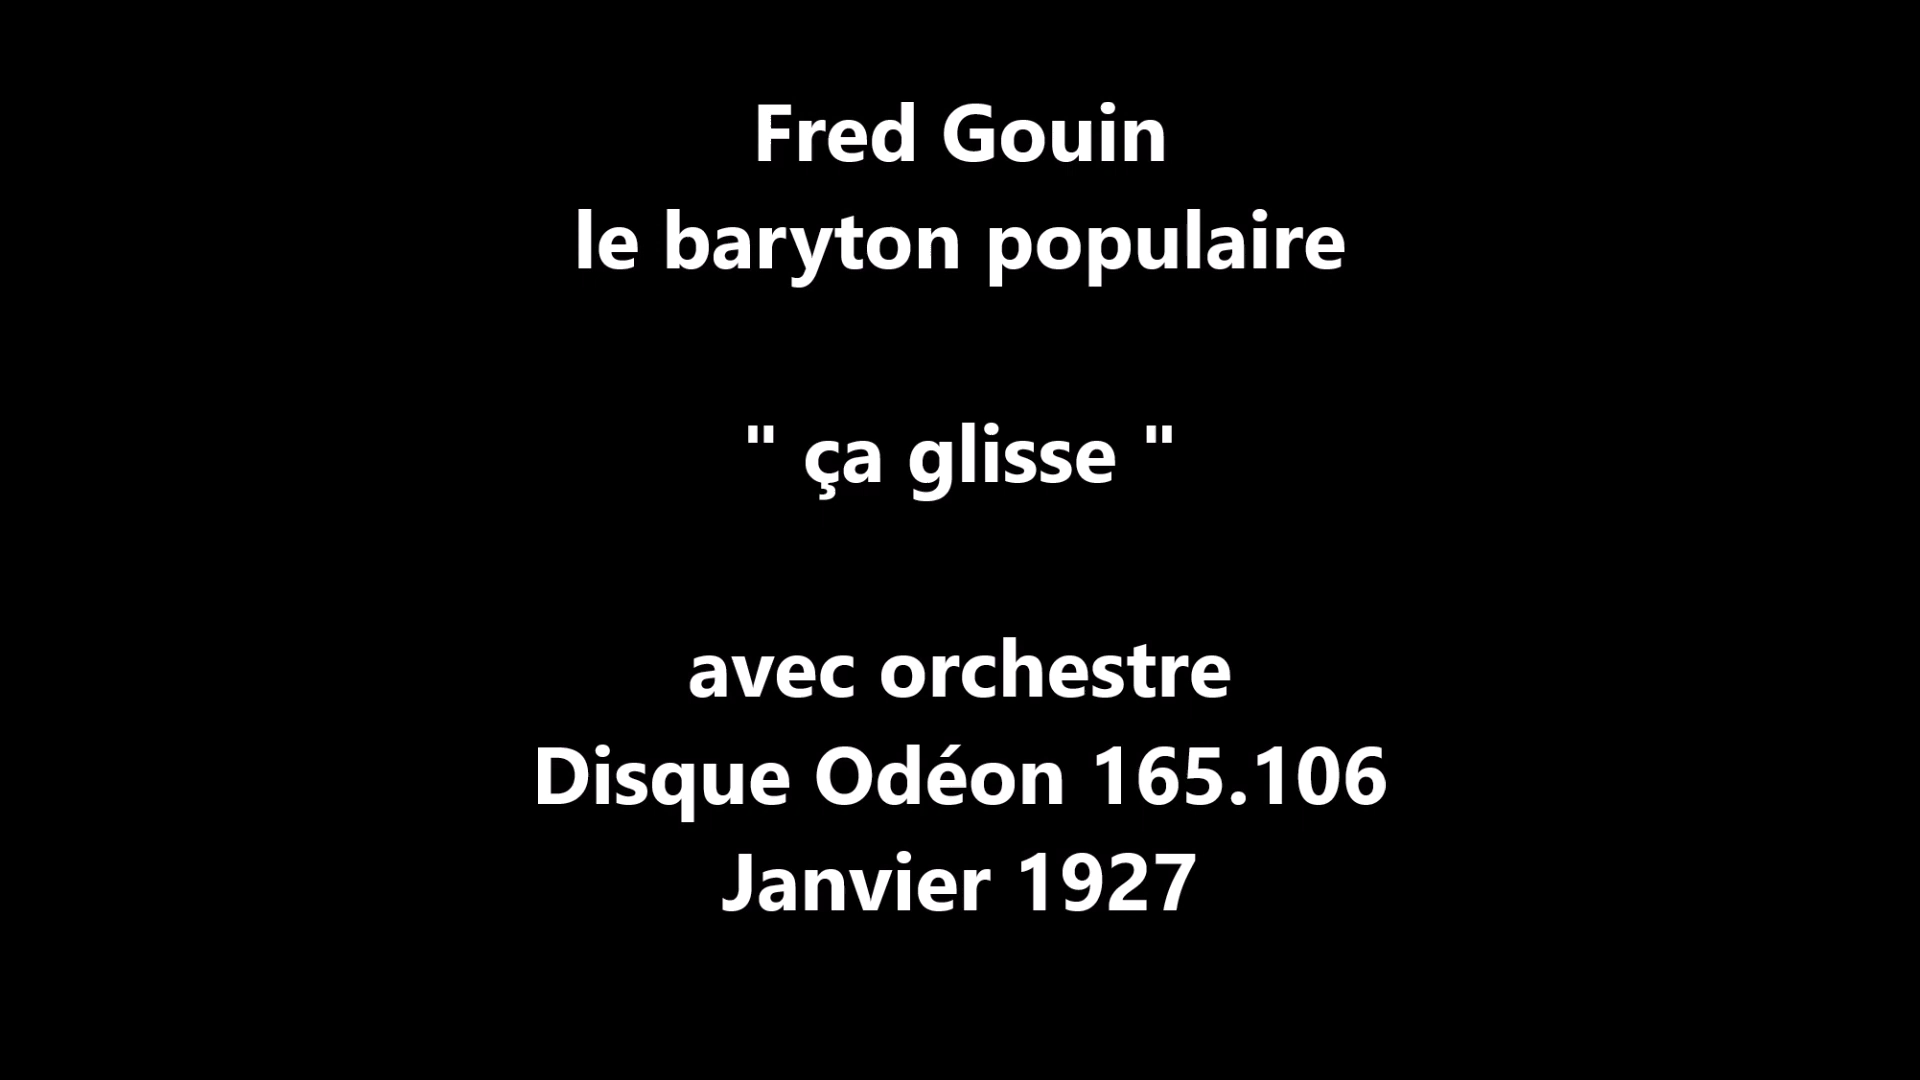 Fred Gouin
le baryton populaire
" ça glisse "
avec orchestre
Disque Odéon 165.106
Janvier 1927